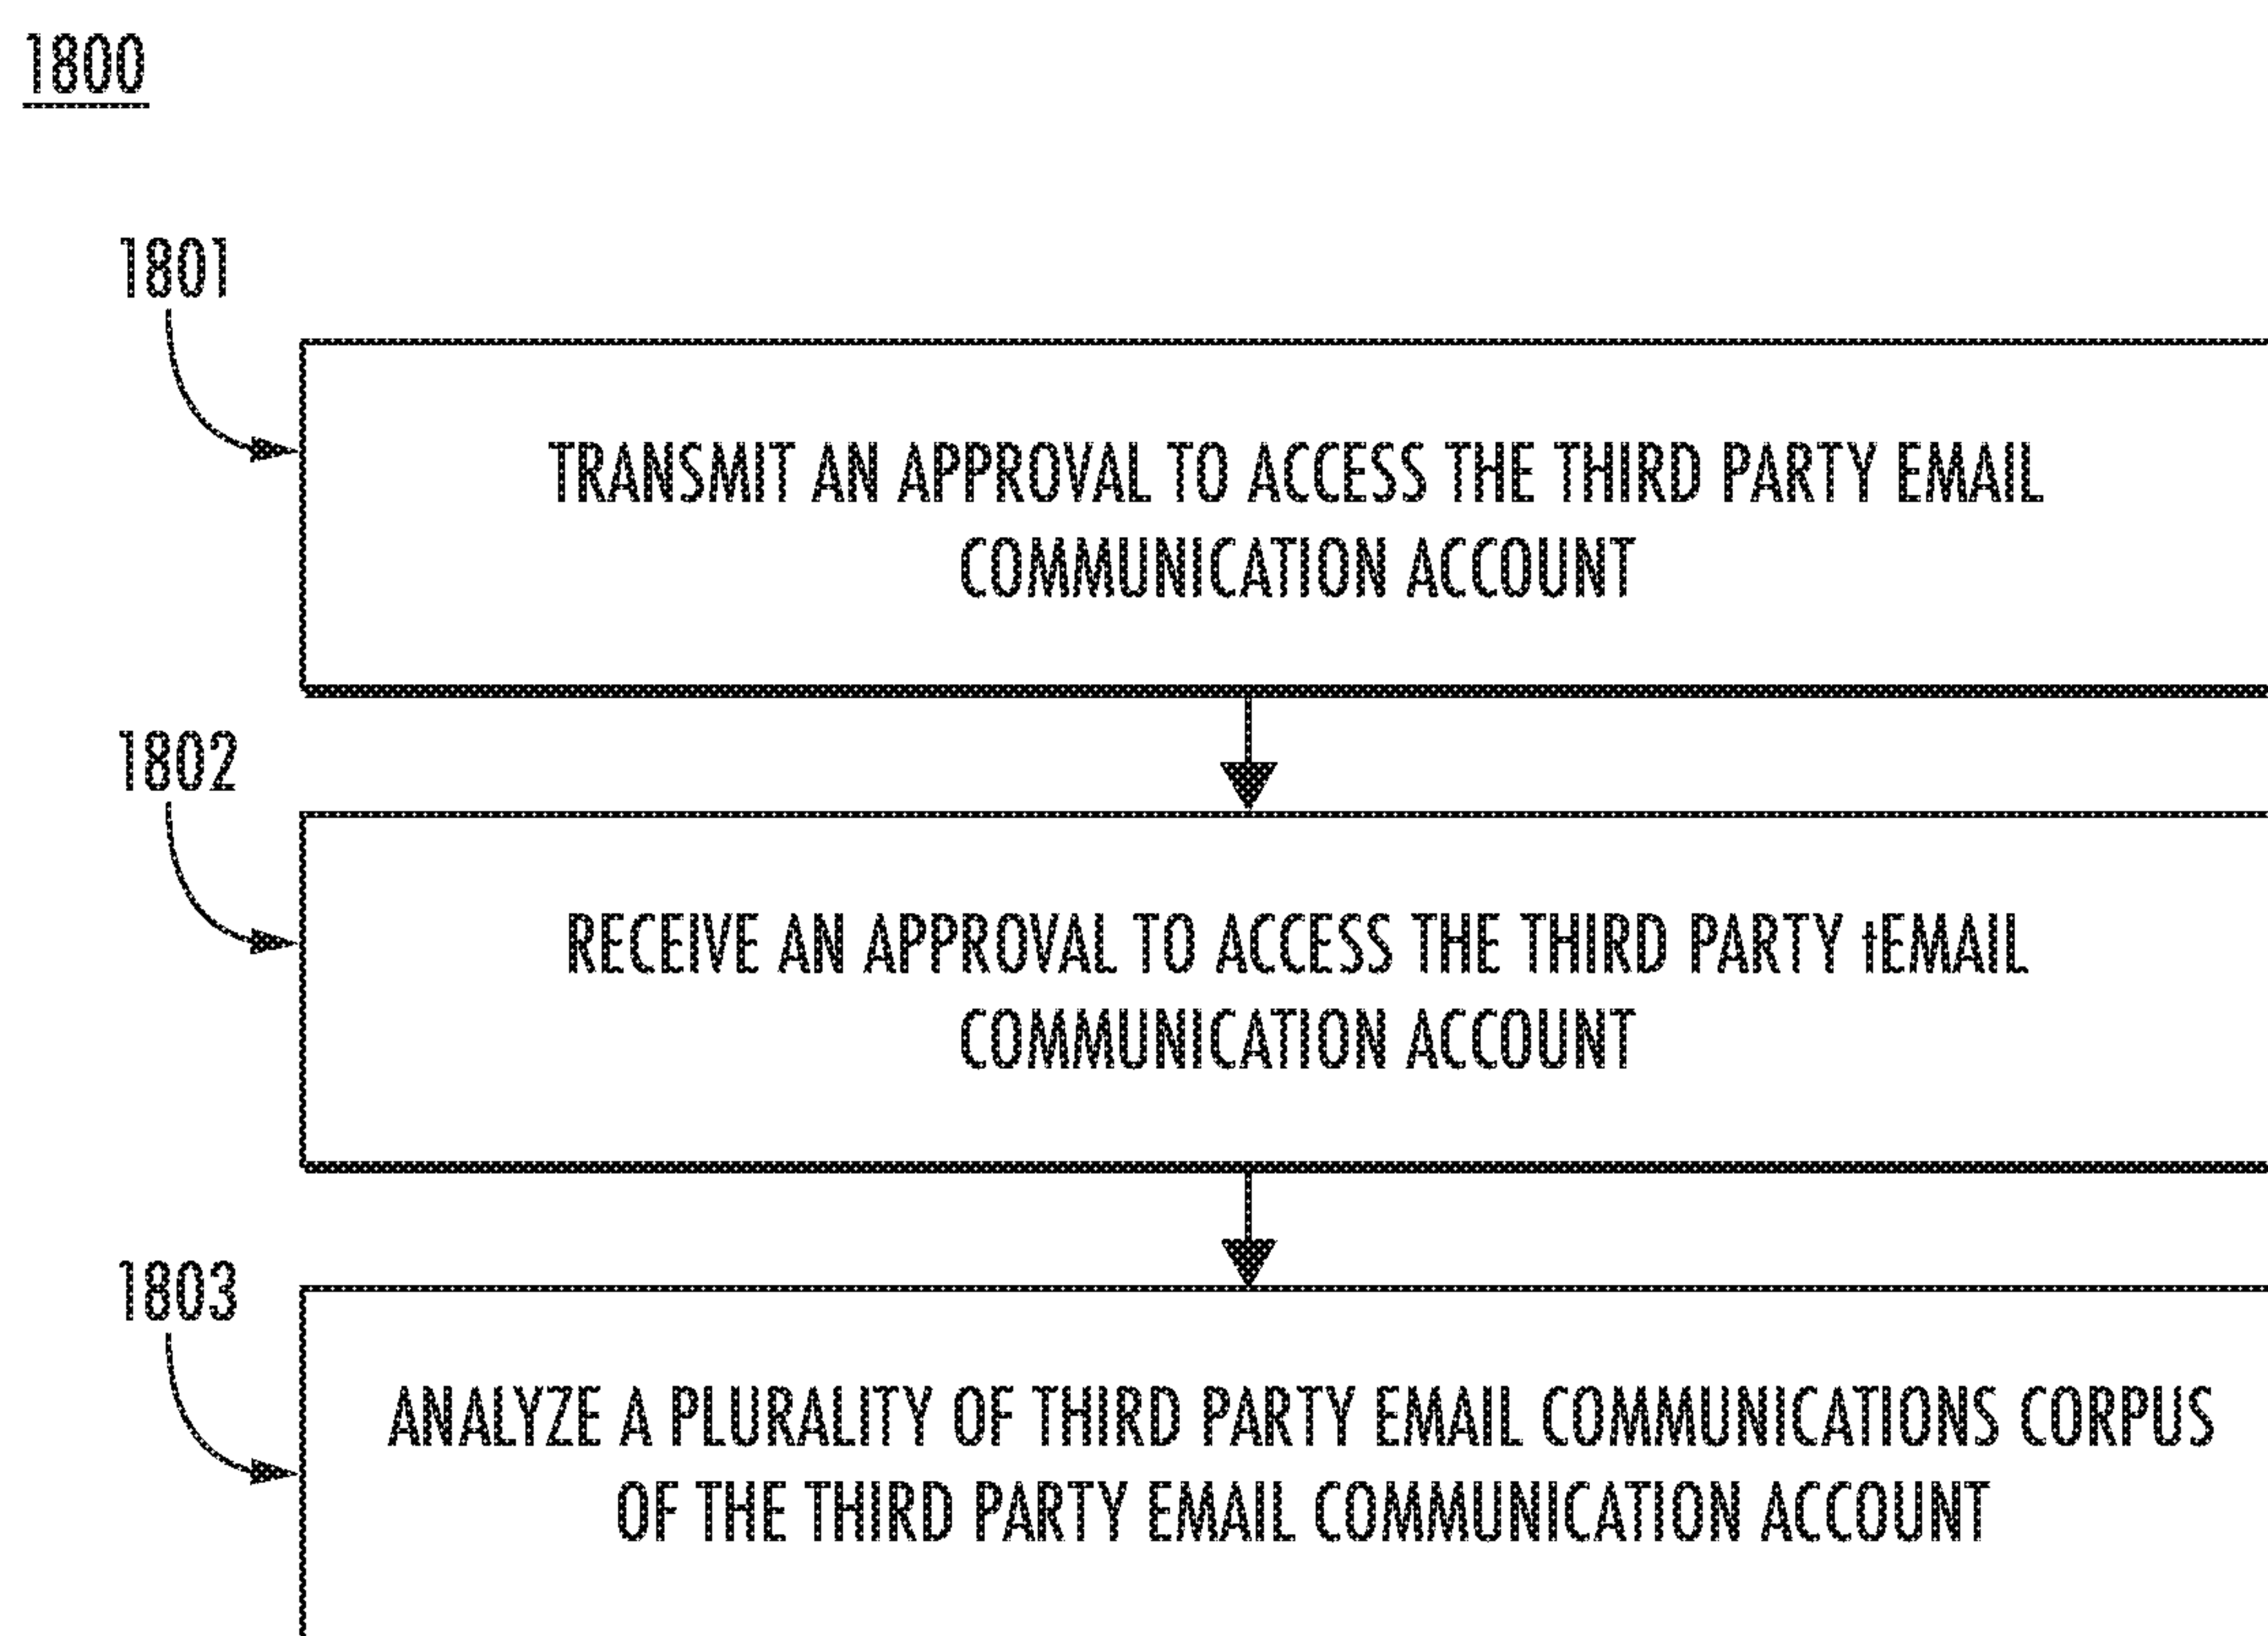 1800
1801
TRANSMIT AN APPROVAL TO ACCESS THE THIRD PARTY EMAIL
COMMUNICATION ACCOUNT
1802
RECEIVE AN APPROVAL TO ACCESS THE THIRD PARTY tEMAIL
COMMUNICATION ACCOUNT
1803
ANALYZE A PLURALITY OF THIRD PARTY EMAIL COMMUNICATIONS CORPUS
OF THE THIRD PARTY EMAIL COMMUNICATION ACCOUNT